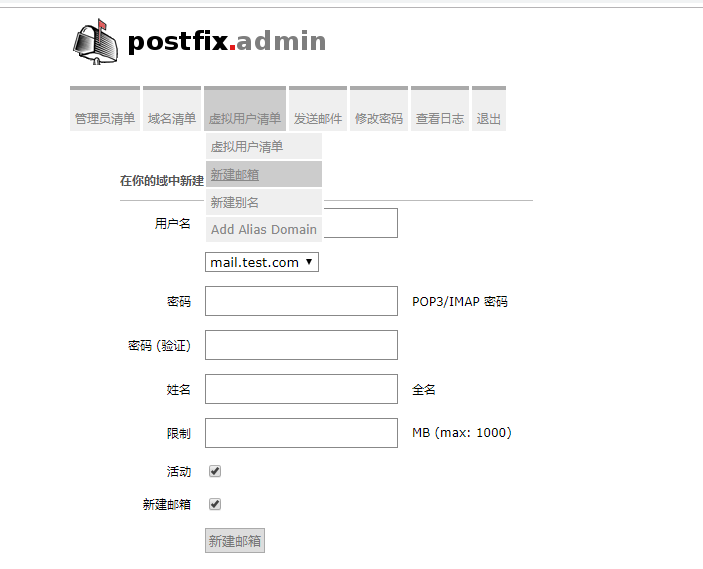 postfix.admin
管理员清单 域名清单 虚拟用户清单 发送邮件 修改密码 查看日志 退出
虚拟用户清单
新建邮箱
新建别名
Add Alias Domain
在你的域中新建
用户名
mail.test.com
密码 POP3/IMAP 密码
密码 (验证)
姓名 全名
限制 MB (max: 1000)
活动
新建邮箱
新建邮箱